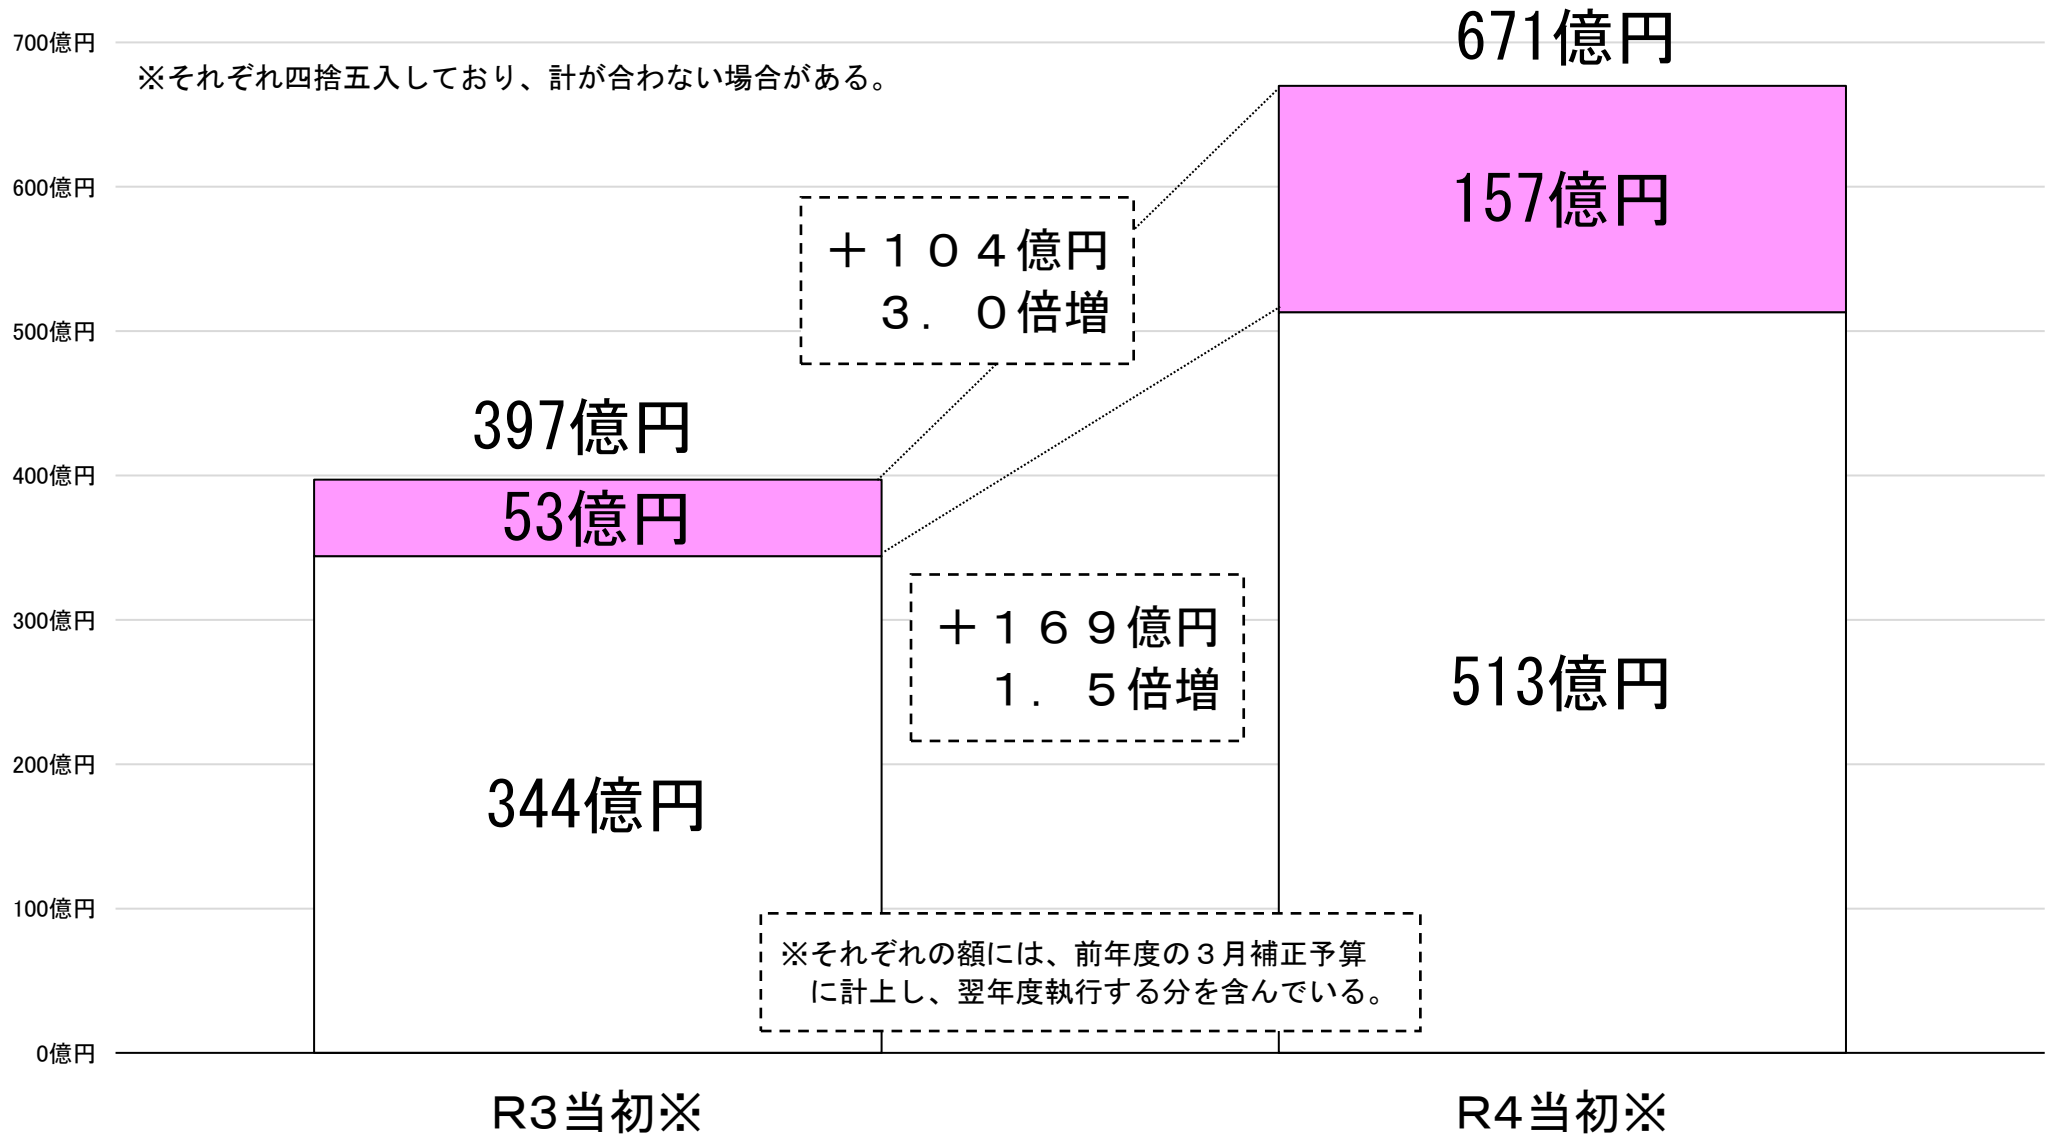 671億円
700億円
※それぞれ四捨五入しており、計が合わない場合がある。
600億円
157億円
+104億円
3.0倍増
500億円
397億円
400億円
53億円
300億円
+169億円
1.5倍増
513億円
200億円
344億円
100億円
※それぞれの額には、前年度の3月補正予算
に計上し、翌年度執行する分を含んでいる。
0億円
R3当初※
R4当初※